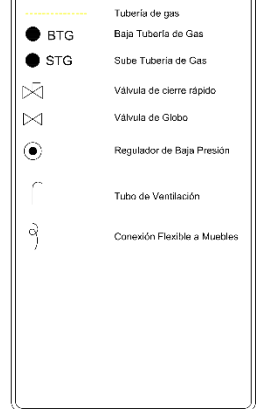 Tubería de gas
BTG Baja Tubería de Gas
STG Sube Tubería de Gas
Válvula de cierre rápido
Válvula de Globo
Regulador de Baja Presión
Tubo de Ventilación
Conexión Flexible a Muebles